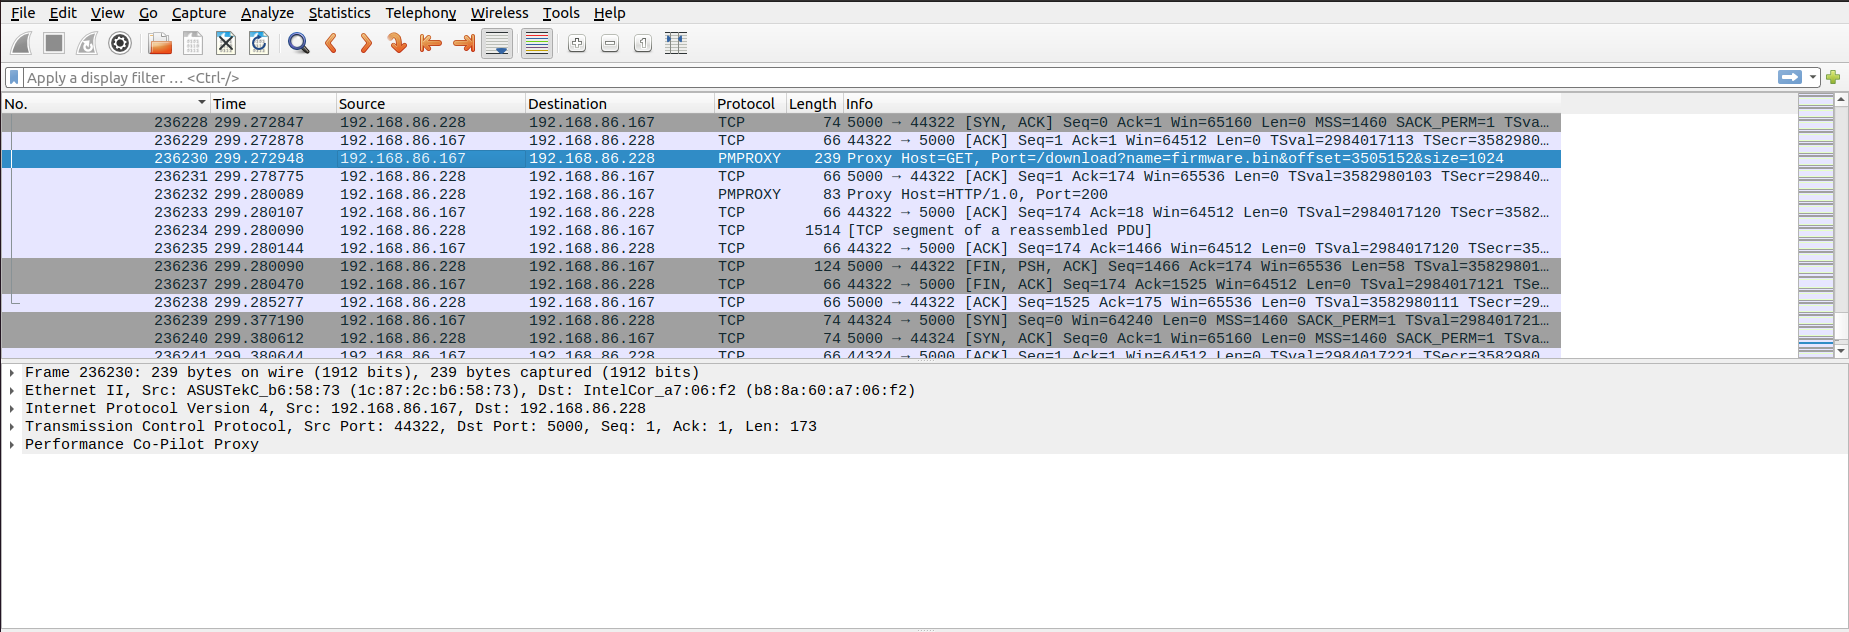 File Edit View Go Capture Analyze Statistics Telephony Wireless Tools Help
Apply a display filter … <Ctrl-/>
No. Time Source Destination Protocol Length Info
236228 299.272847 192.168.86.228 192.168.86.167 TCP 74 5000 → 44322 [SYN, ACK] Seq=0 Ack=1 Win=65160 Len=0 MSS=1460 SACK_PERM=1 TSva…
236229 299.272878 192.168.86.167 192.168.86.228 TCP 66 44322 → 5000 [ACK] Seq=1 Ack=1 Win=64512 Len=0 TSval=2984017113 TSecr=3582980…
236230 299.272948 192.168.86.167 192.168.86.228 PMPROXY 239 Proxy Host=GET, Port=/download?name=firmware.bin&offset=3505152&size=1024
236231 299.278775 192.168.86.228 192.168.86.167 TCP 66 5000 → 44322 [ACK] Seq=1 Ack=174 Win=65536 Len=0 TSval=3582980103 TSecr=29840…
236232 299.280089 192.168.86.228 192.168.86.167 PMPROXY 83 Proxy Host=HTTP/1.0, Port=200
236233 299.280107 192.168.86.167 192.168.86.228 TCP 66 44322 → 5000 [ACK] Seq=174 Ack=18 Win=64512 Len=0 TSval=2984017120 TSecr=3582…
236234 299.280090 192.168.86.228 192.168.86.167 TCP 1514 [TCP segment of a reassembled PDU]
236235 299.280144 192.168.86.167 192.168.86.228 TCP 66 44322 → 5000 [ACK] Seq=174 Ack=1466 Win=64512 Len=0 TSval=2984017120 TSecr=35…
236236 299.280090 192.168.86.228 192.168.86.167 TCP 124 5000 → 44322 [FIN, PSH, ACK] Seq=1466 Ack=174 Win=65536 Len=58 TSval=35829801…
236237 299.280470 192.168.86.167 192.168.86.228 TCP 66 44322 → 5000 [FIN, ACK] Seq=174 Ack=1525 Win=64512 Len=0 TSval=2984017121 TSe…
236238 299.285277 192.168.86.228 192.168.86.167 TCP 66 5000 → 44322 [ACK] Seq=1525 Ack=175 Win=65536 Len=0 TSval=3582980111 TSecr=29…
236239 299.377190 192.168.86.167 192.168.86.228 TCP 74 44324 → 5000 [SYN] Seq=0 Win=64240 Len=0 MSS=1460 SACK_PERM=1 TSval=298401721…
236240 299.380612 192.168.86.228 192.168.86.167 TCP 74 5000 → 44324 [SYN, ACK] Seq=0 Ack=1 Win=65160 Len=0 MSS=1460 SACK_PERM=1 TSva…
236241 299.380644 192.168.86.167 192.168.86.228 TCP 66 44324 → 5000 [ACK] Seq=1 Ack=1 Win=64512 Len=0 TSval=2984017221 TSecr=3582980…
Frame 236230: 239 bytes on wire (1912 bits), 239 bytes captured (1912 bits)
Ethernet II, Src: ASUSTekC_b6:58:73 (1c:87:2c:b6:58:73), Dst: IntelCor_a7:06:f2 (b8:8a:60:a7:06:f2)
Internet Protocol Version 4, Src: 192.168.86.167, Dst: 192.168.86.228
Transmission Control Protocol, Src Port: 44322, Dst Port: 5000, Seq: 1, Ack: 1, Len: 173
Performance Co-Pilot Proxy